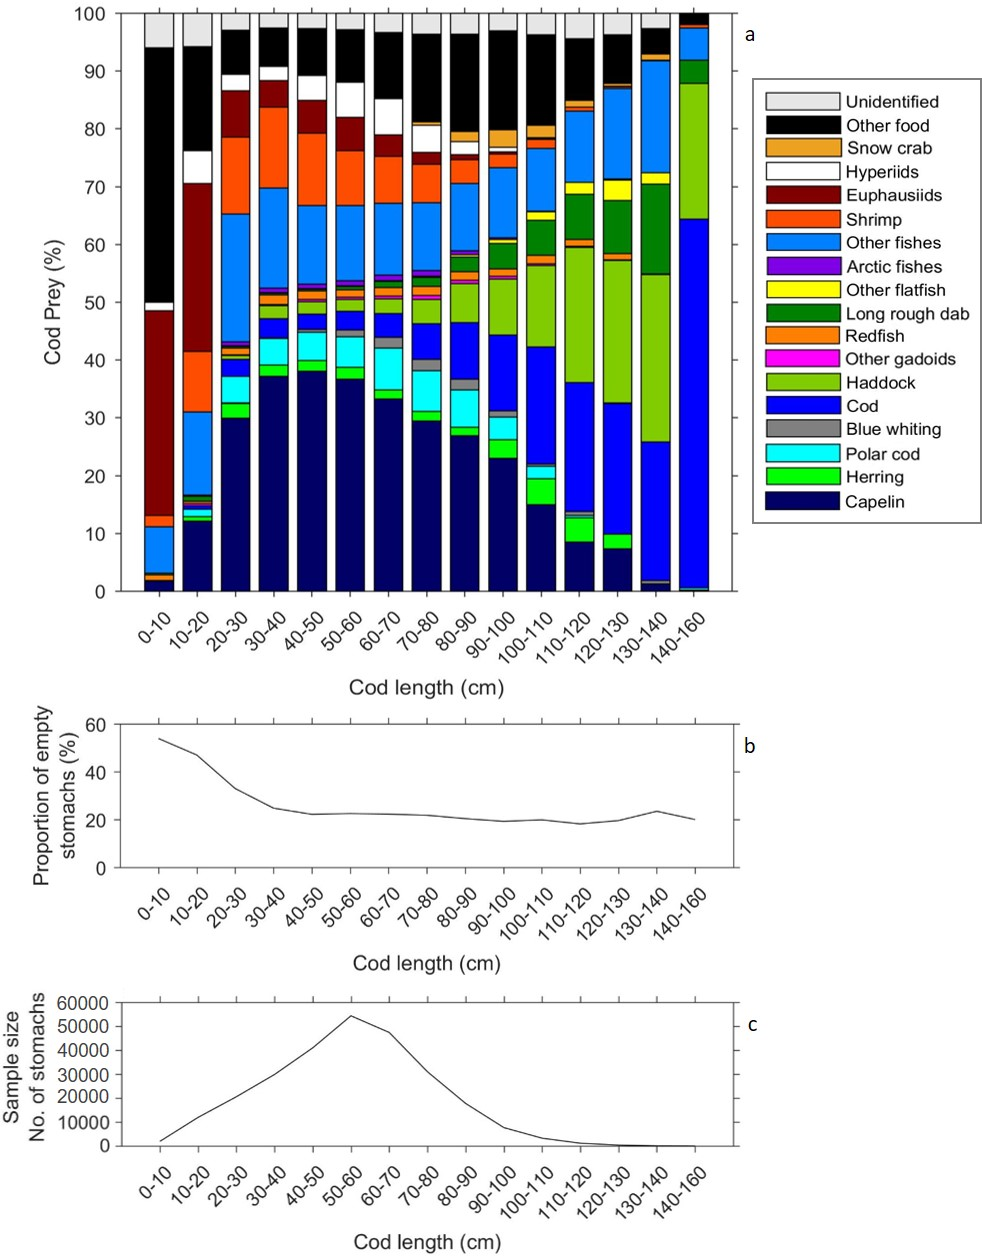 a
100
90
80
70
60
50
40
30
20
10
0
Cod Prey (%)
0-10
10-20
20-30
30-40
40-50
50-60
60-70
70-80
80-90
90-100
100-110
110-120
120-130
130-140
140-160
Cod length (cm)
Unidentified
Other food
Snow crab
Hyperiids
Euphausiids
Shrimp
Other fishes
Arctic fishes
Other flatfish
Long rough dab
Redfish
Other gadoids
Haddock
Cod
Blue whiting
Polar cod
Herring
Capelin
b
60
40
20
0
Proportion of empty
stomachs (%)
0-10
10-20
20-30
30-40
40-50
50-60
60-70
70-80
80-90
90-100
100-110
110-120
120-130
130-140
140-160
Cod length (cm)
c
60000
50000
40000
30000
20000
10000
0
Sample size
No. of stomachs
0-10
10-20
20-30
30-40
40-50
50-60
60-70
70-80
80-90
90-100
100-110
110-120
120-130
130-140
140-160
Cod length (cm)